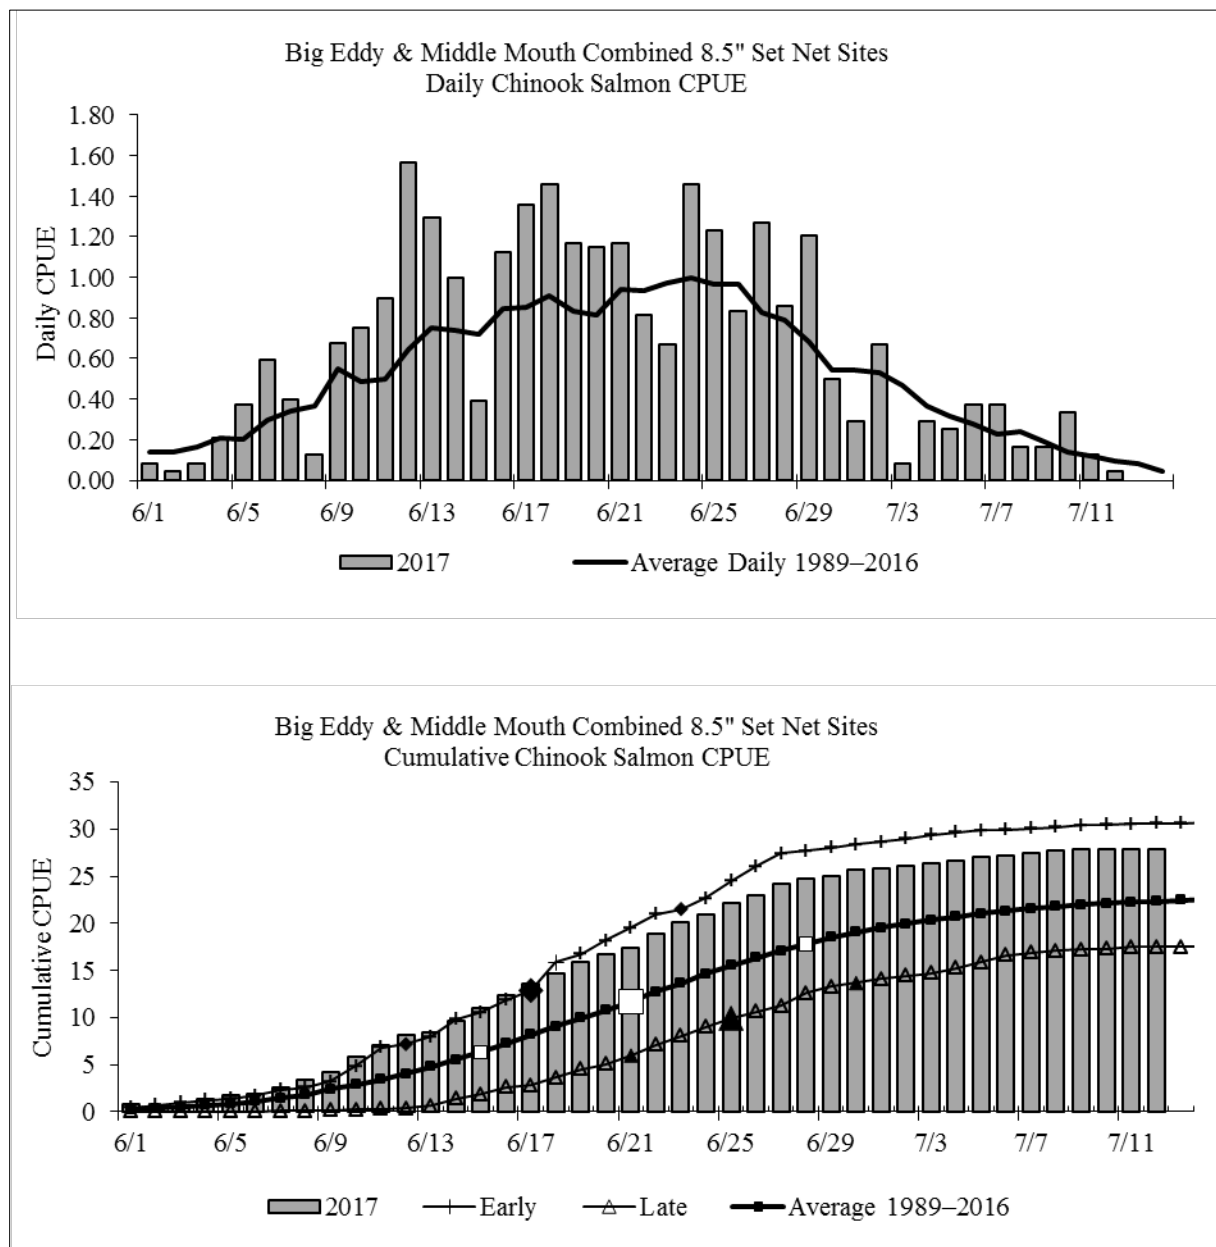 Big Eddy & Middle Mouth Combined 8.5" Set Net Sites
Daily Chinook Salmon CPUE
1.80
1.60
1.40
1.20
1.00
0.80
0.60
0.40
0.20
0.00
Daily CPUE
6/1 6/5 6/9 6/13 6/17 6/21 6/25 6/29 7/3 7/7 7/11
2017 Average Daily 1989–2016
Big Eddy & Middle Mouth Combined 8.5" Set Net Sites
Cumulative Chinook Salmon CPUE
35
30
25
20
15
10
5
0
Cumulative CPUE
6/1 6/5 6/9 6/13 6/17 6/21 6/25 6/29 7/3 7/7 7/11
2017 Early Late Average 1989–2016